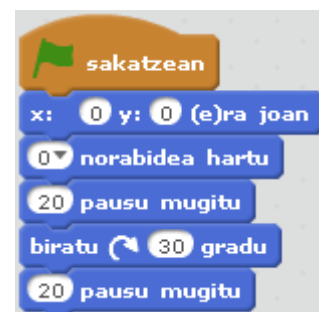 sakatzean
x: 0 y: 0 (e)ra joan
0 norabidea hartu
20 pausu mugitu
biratu 30 gradu
20 pausu mugitu